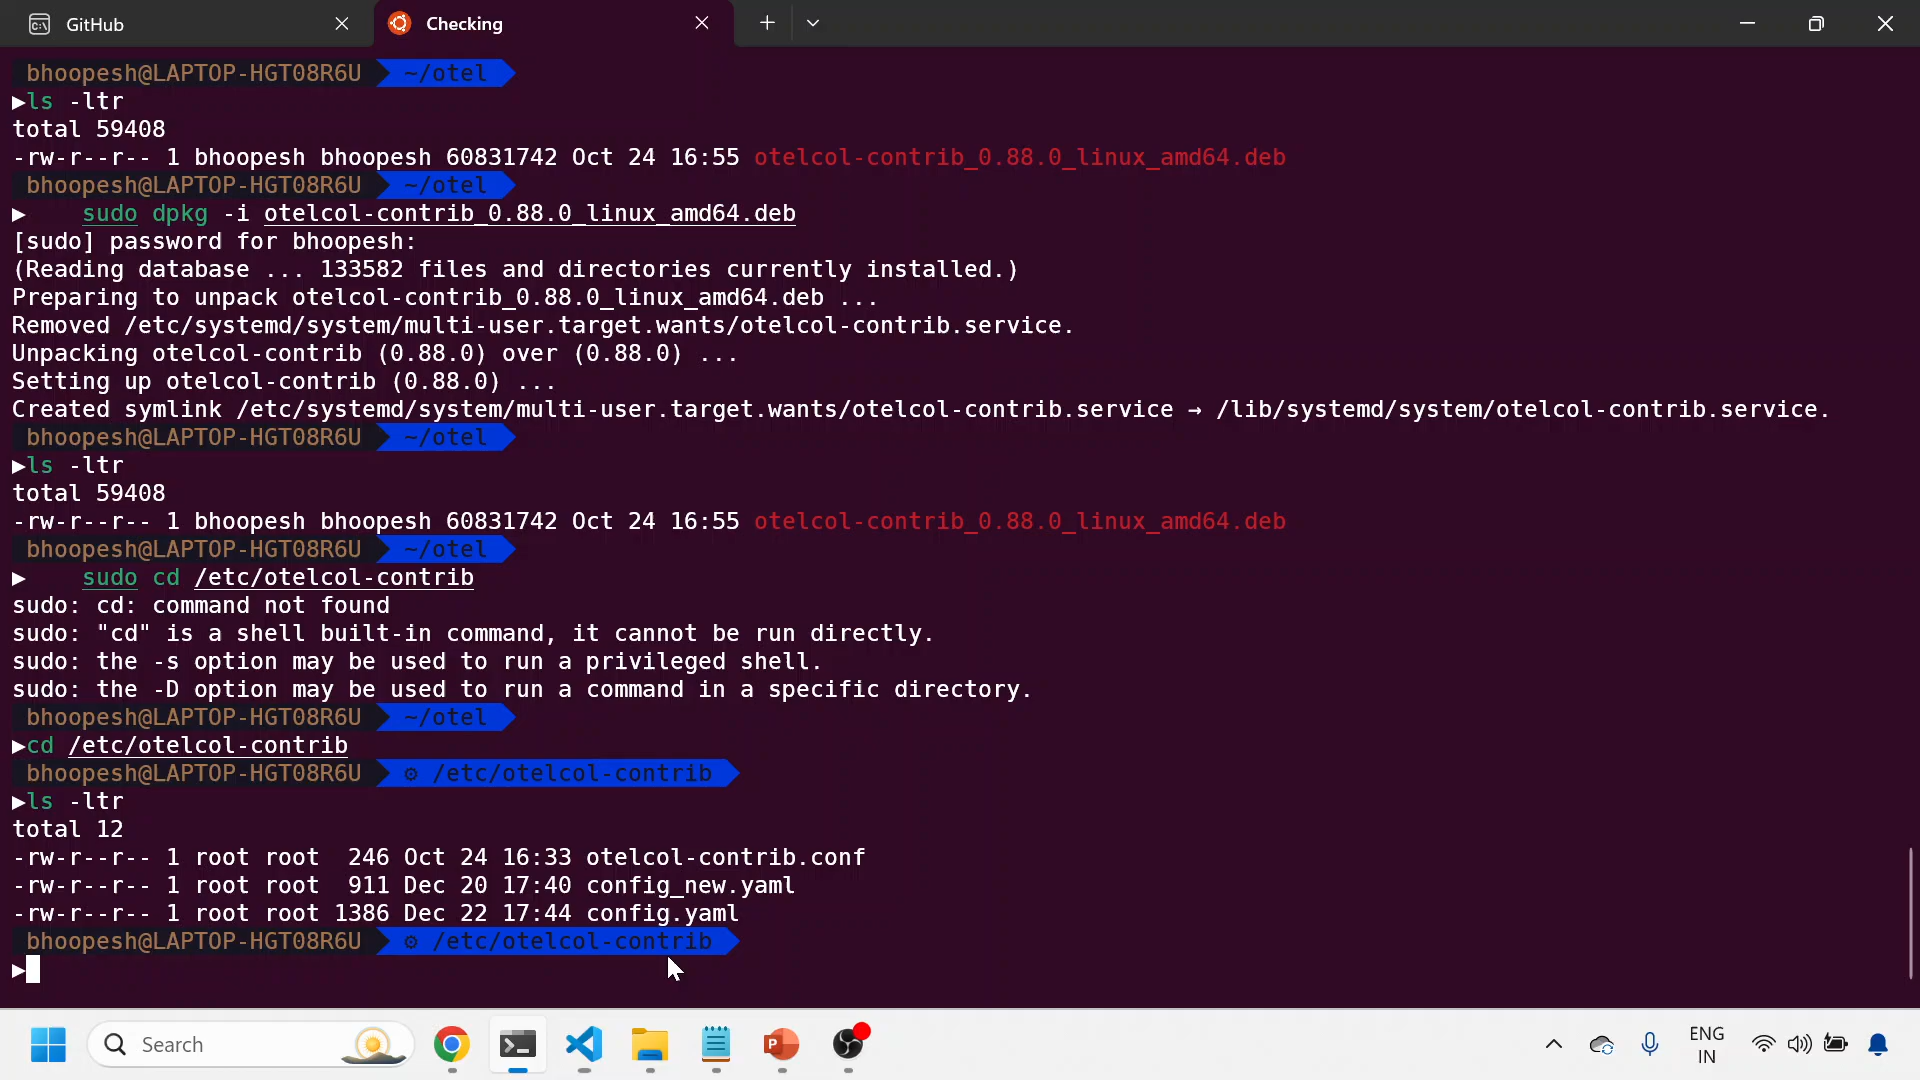 GitHub
Checking
bhoopesh@LAPTOP-HGT08R6U ~/otel
▶ls -ltr
total 59408
-rw-r--r-- 1 bhoopesh bhoopesh 60831742 Oct 24 16:55 otelcol-contrib_0.88.0_linux_amd64.deb
bhoopesh@LAPTOP-HGT08R6U ~/otel
▶    sudo dpkg -i otelcol-contrib_0.88.0_linux_amd64.deb
[sudo] password for bhoopesh:
(Reading database ... 133582 files and directories currently installed.)
Preparing to unpack otelcol-contrib_0.88.0_linux_amd64.deb ...
Removed /etc/systemd/system/multi-user.target.wants/otelcol-contrib.service.
Unpacking otelcol-contrib (0.88.0) over (0.88.0) ...
Setting up otelcol-contrib (0.88.0) ...
Created symlink /etc/systemd/system/multi-user.target.wants/otelcol-contrib.service → /lib/systemd/system/otelcol-contrib.service.
bhoopesh@LAPTOP-HGT08R6U ~/otel
▶ls -ltr
total 59408
-rw-r--r-- 1 bhoopesh bhoopesh 60831742 Oct 24 16:55 otelcol-contrib_0.88.0_linux_amd64.deb
bhoopesh@LAPTOP-HGT08R6U ~/otel
▶    sudo cd /etc/otelcol-contrib
sudo: cd: command not found
sudo: "cd" is a shell built-in command, it cannot be run directly.
sudo: the -s option may be used to run a privileged shell.
sudo: the -D option may be used to run a command in a specific directory.
bhoopesh@LAPTOP-HGT08R6U ~/otel
▶cd /etc/otelcol-contrib
bhoopesh@LAPTOP-HGT08R6U ⚙ /etc/otelcol-contrib
▶ls -ltr
total 12
-rw-r--r-- 1 root root  246 Oct 24 16:33 otelcol-contrib.conf
-rw-r--r-- 1 root root  911 Dec 20 17:40 config_new.yaml
-rw-r--r-- 1 root root 1386 Dec 22 17:44 config.yaml
bhoopesh@LAPTOP-HGT08R6U ⚙ /etc/otelcol-contrib
▶
Search
ENG
IN